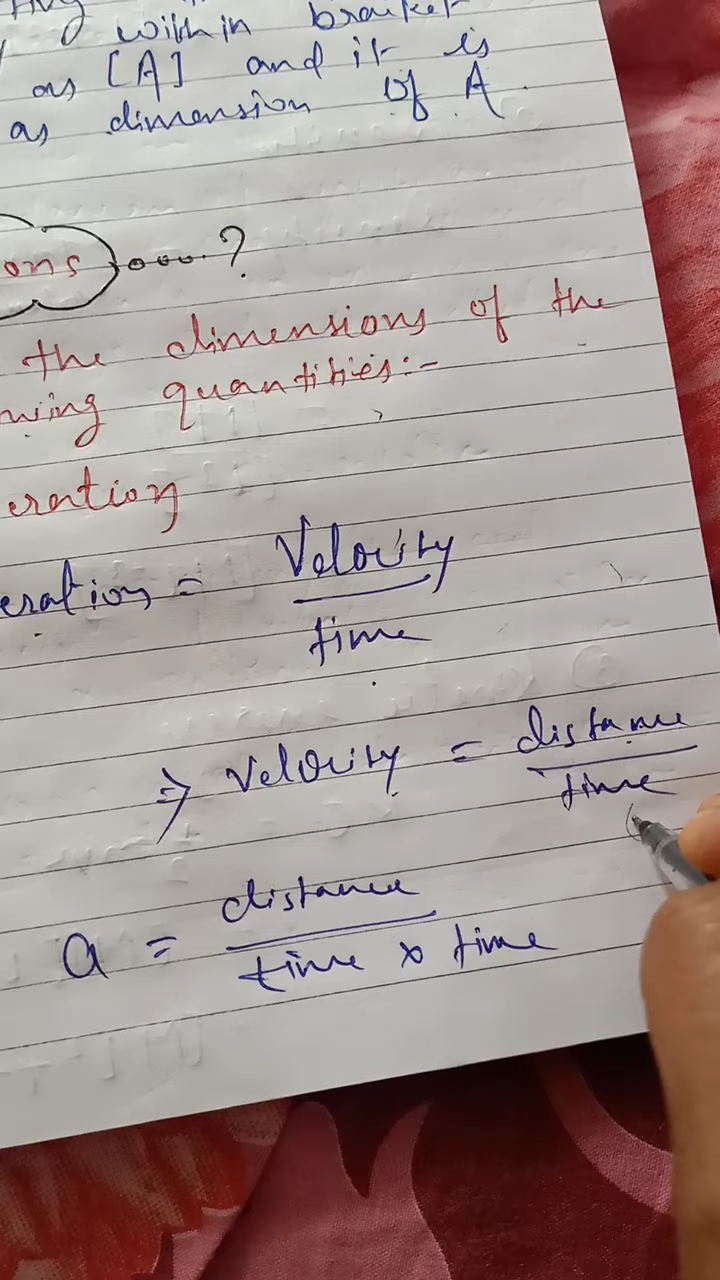 within bracket
as [A] and it is
as dimension of A.
ons ....?
the dimensions of the
wing quantities:-
eration
eration = Velocity
time
⇒ Velocity = distance
time
a = distance
time × time